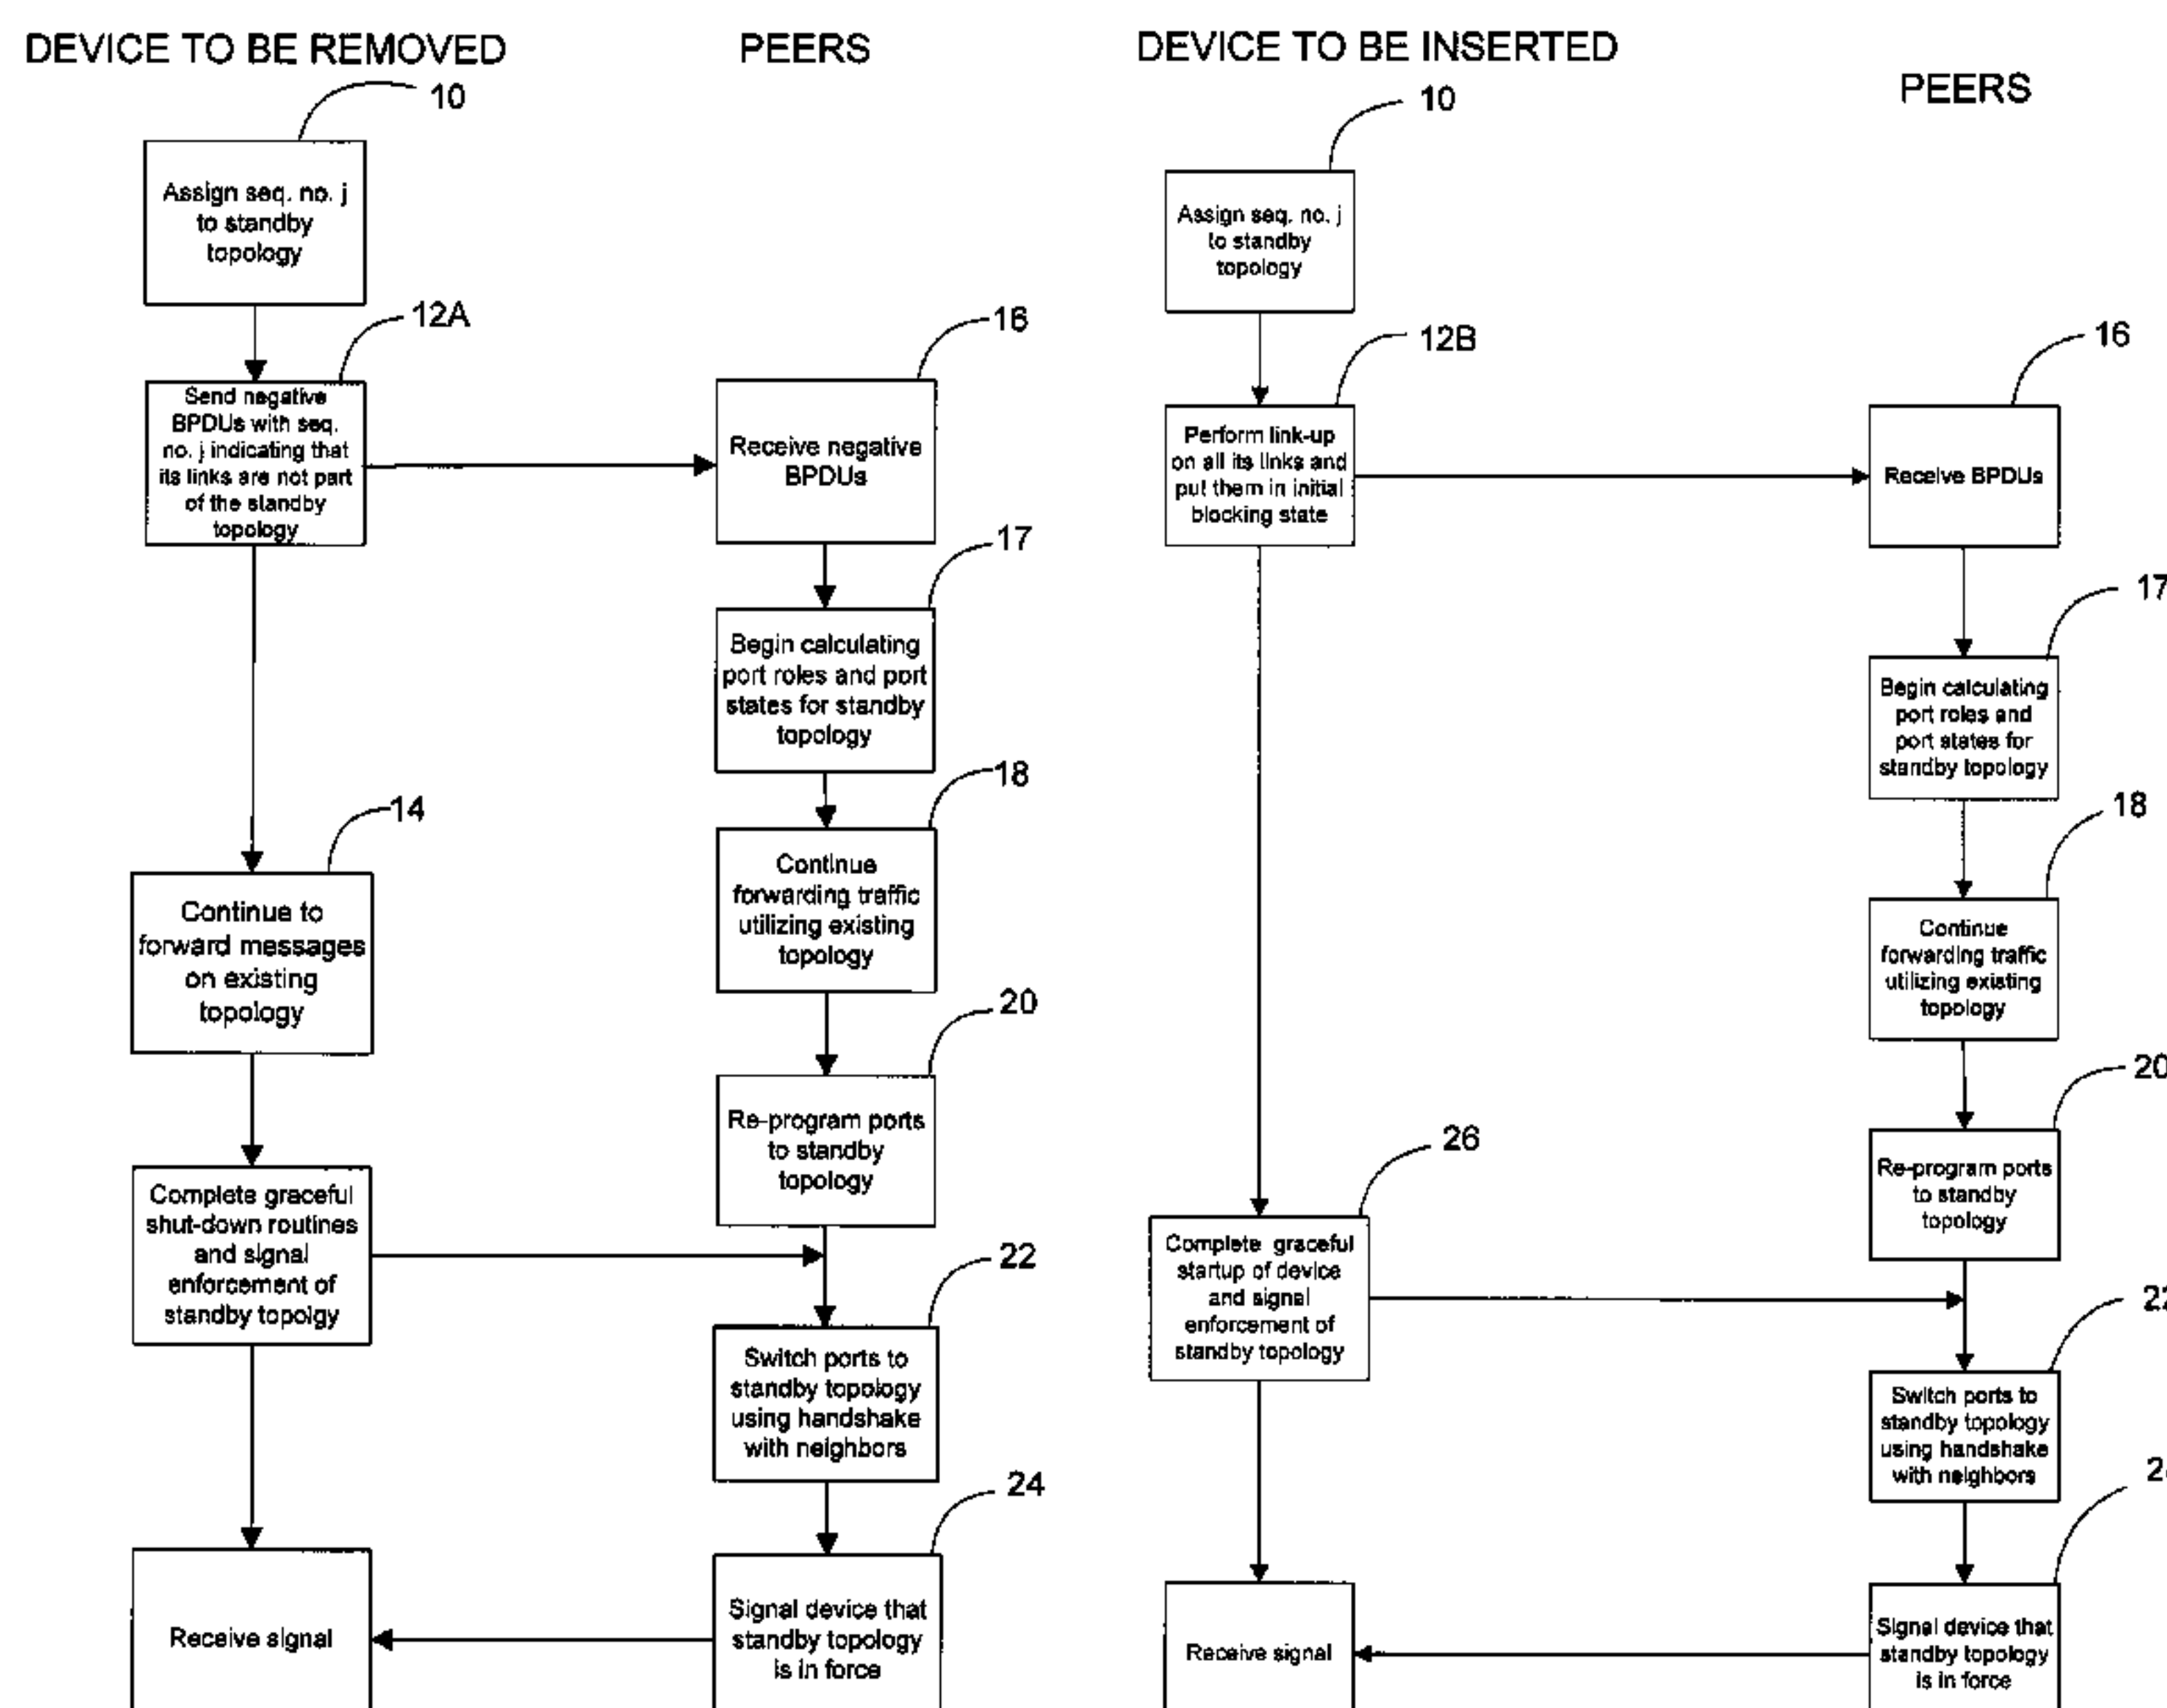 DEVICE TO BE REMOVED
PEERS
10
Assign seq. no. j
to standby
topology
12A
Send negative
BPDUs with seq.
no. j indicating that
its links are not part
of the standby
topology
16
Receive negative
BPDUs
17
Begin calculating
port roles and port
states for standby
topology
18
Continue
forwarding traffic
utilizing existing
topology
14
Continue to
forward messages
on existing
topology
20
Re-program ports
to standby
topology
Complete graceful
shut-down routines
and signal
enforcement of
standby topolgy
22
Switch ports to
standby topology
using handshake
with neighbors
24
Signal device that
standby topology
is in force
Receive signal
DEVICE TO BE INSERTED
PEERS
10
Assign seq. no. j
to standby
topology
12B
Perform link-up
on all its links and
put them in initial
blocking state
16
Receive BPDUs
17
Begin calculating
port roles and
port states for
standby topology
18
Continue
forwarding traffic
utilizing existing
topology
20
Re-program ports
to standby
topology
26
Complete graceful
startup of device
and signal
enforcement of
standby topology
Switch ports to
standby topology
using handshake
with neighbors
Signal device that
standby topology
is in force
Receive signal